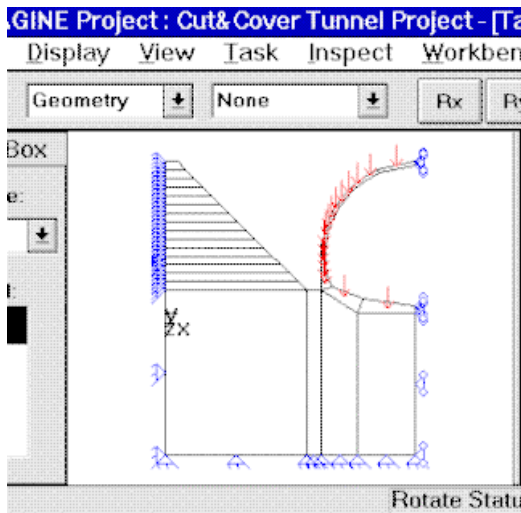 AGINE Project : Cut&Cover Tunnel Project - [Ta
Display View Task Inspect Workben
Geometry None Rx Ry
Box
e:
t:
y
zx
Rotate Statu